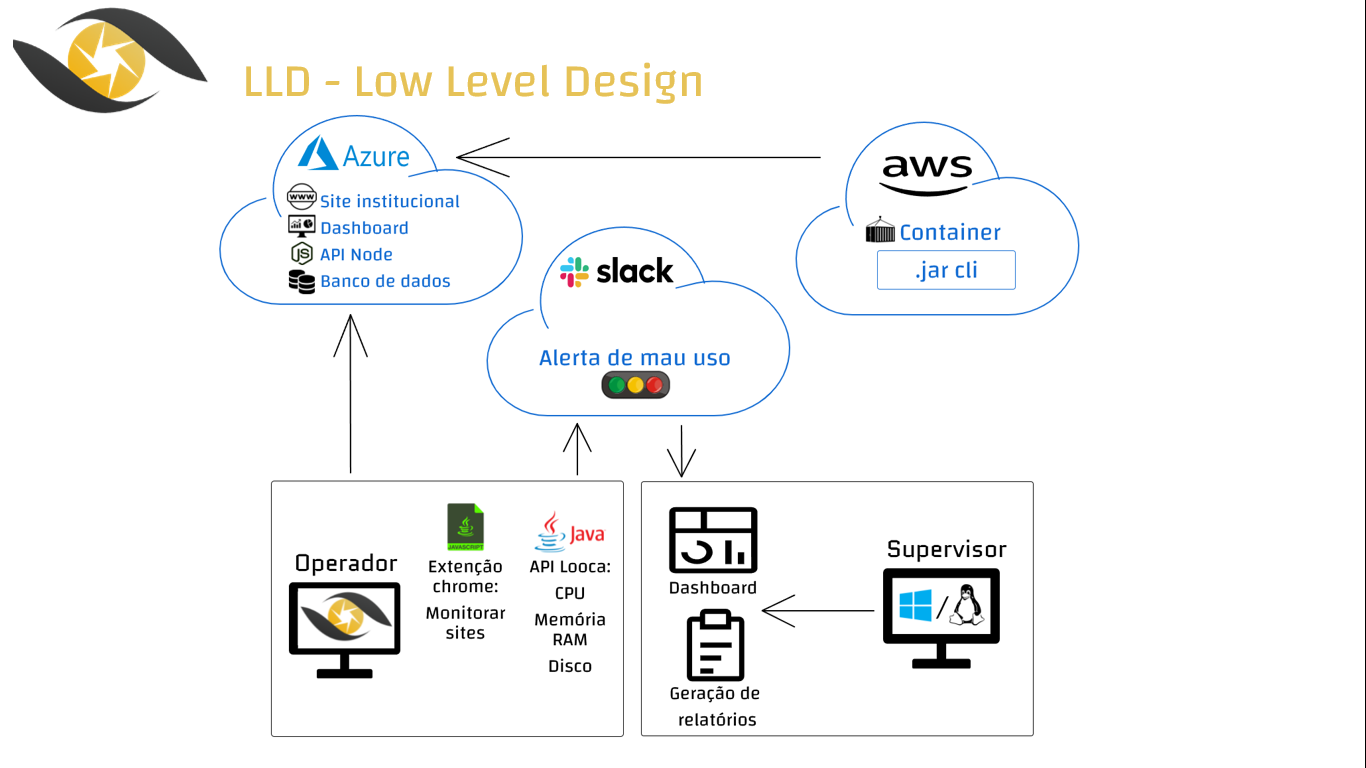 LLD - Low Level Design
Azure
www
Site institucional
Dashboard
JS
API Node
Banco de dados
aws
Container
.jar cli
slack
Alerta de mau uso
Operador
JAVASCRIPT
Extenção
chrome:
Monitorar
sites
Java
API Looca:
CPU
Memória
RAM
Disco
Dashboard
Geração de
relatórios
Supervisor
/